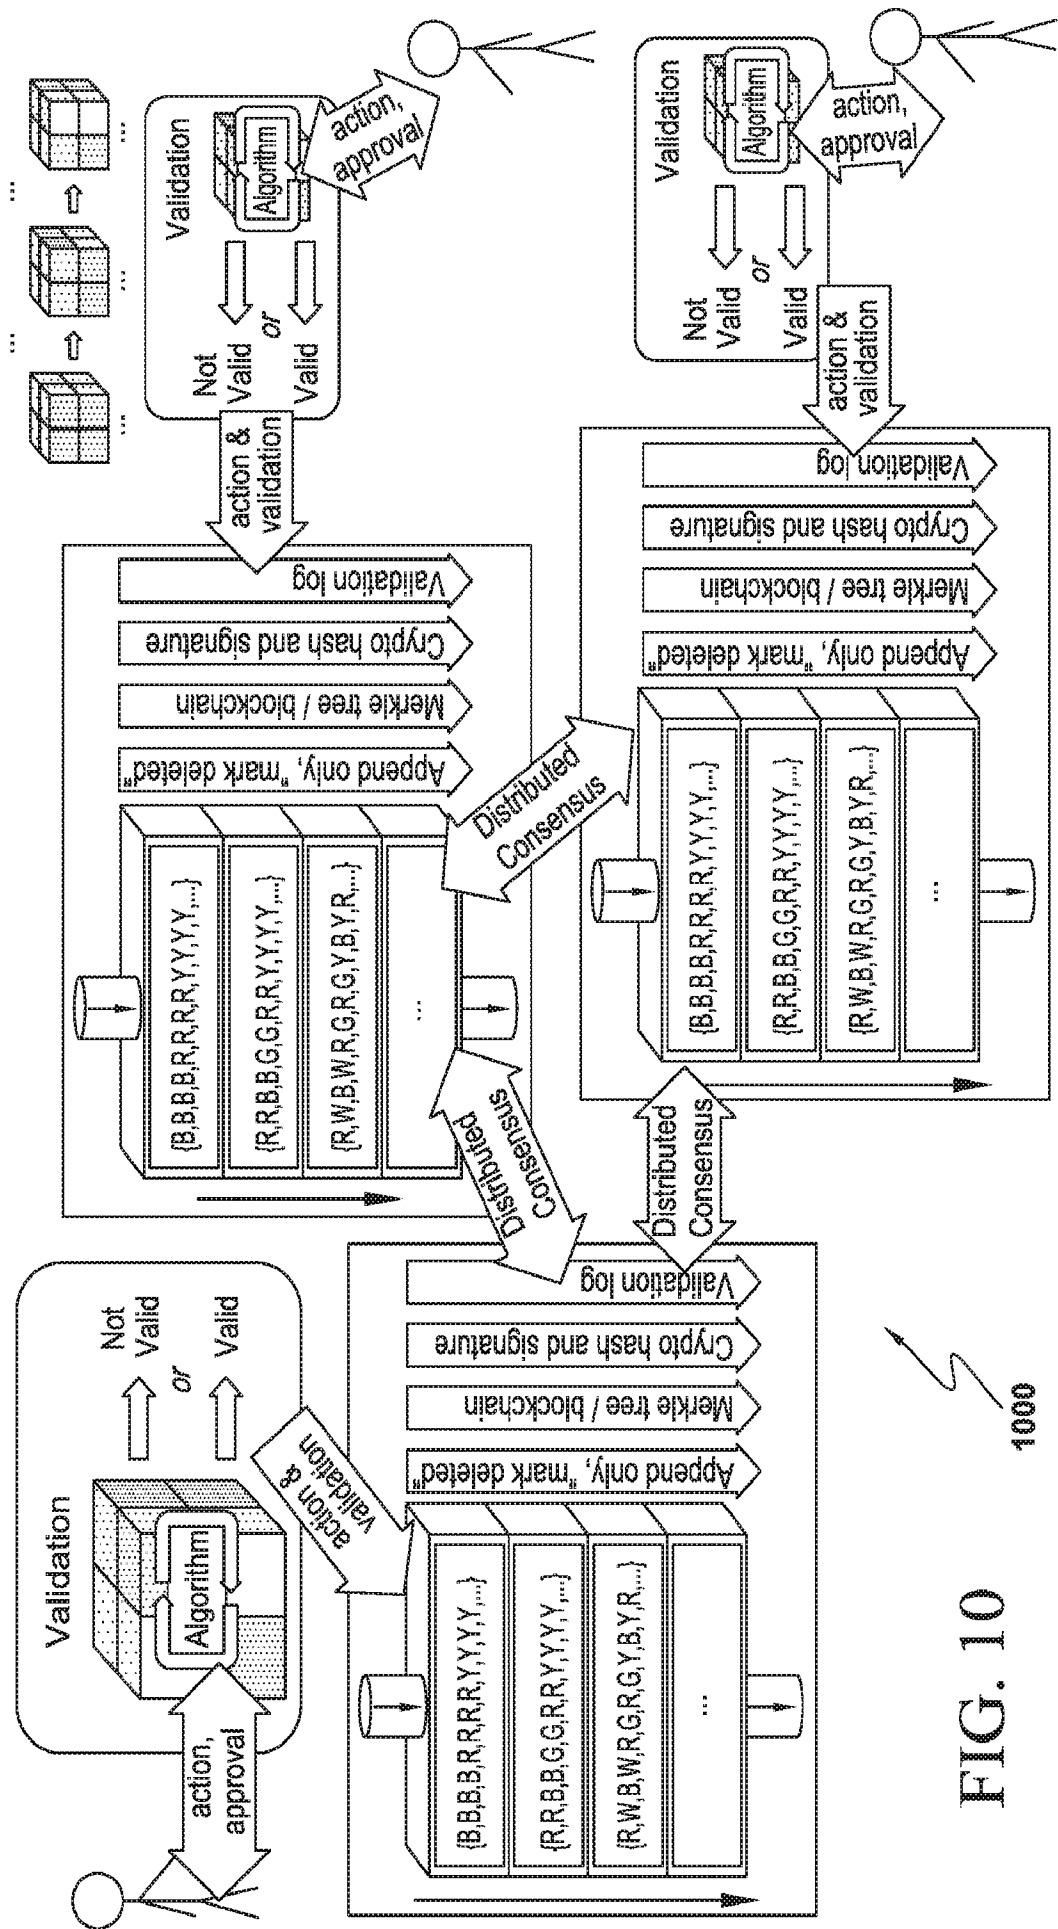 Validation
Algorithm
action,
approval
Not
Valid
or
Valid
action &
validation
{B,B,B,B,R,R,R,R,Y,Y,Y,Y,...}
{R,R,B,B,G,G,R,R,Y,Y,Y,...}
{R,W,B,W,R,G,R,G,Y,B,Y,R,...}
...
Append only, "mark deleted"
Merkle tree / blockchain
Crypto hash and signature
Validation log
Distributed
Consensus
{B,B,B,B,R,R,R,R,Y,Y,Y,Y,...}
{R,R,B,B,G,G,R,R,Y,Y,Y,...}
{R,W,B,W,R,G,R,G,Y,B,Y,R,...}
...
Append only, "mark deleted"
Merkle tree / blockchain
Crypto hash and signature
Validation log
action &
validation
...
...
...
...
...
Validation
Algorithm
Not
Valid
or
Valid
action,
approval
Distributed
Consensus
Distributed
Consensus
{B,B,B,B,R,R,R,R,Y,Y,Y,Y,...}
{R,R,B,B,G,G,R,R,Y,Y,Y,...}
{R,W,B,W,R,G,R,G,Y,B,Y,R,...}
...
Append only, "mark deleted"
Merkle tree / blockchain
Crypto hash and signature
Validation log
action &
validation
Validation
Algorithm
Not
Valid
or
Valid
action,
approval
1000
FIG. 10